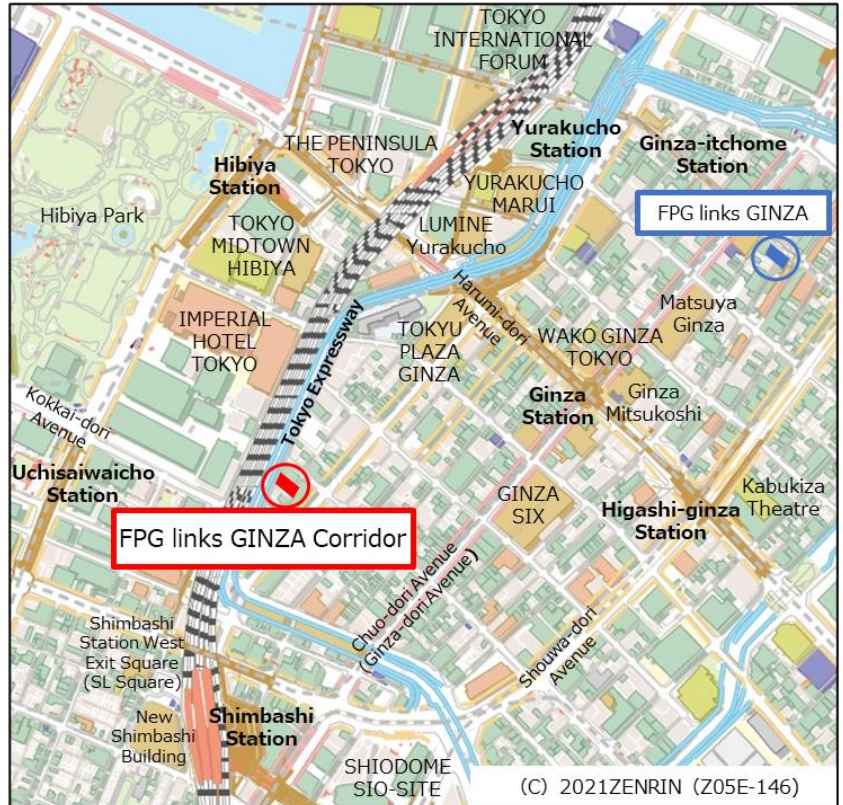 TOKYO
INTERNATIONAL
FORUM
THE PENINSULA
TOKYO
Yurakucho
Station
Ginza-itchome
Station
Hibiya
Station
YURAKUCHO
MARUI
FPG links GINZA
Hibiya Park
TOKYO
MIDTOWN
HIBIYA
LUMINE
Yurakucho
Harumi-dori
Avenue
Matsuya
Ginza
IMPERIAL
HOTEL
TOKYO
Tokyo Expressway
TOKYU
PLAZA
GINZA
WAKO GINZA
TOKYO
Ginza
Station
Ginza
Mitsukoshi
Kokkai-dori
Avenue
Uchisaiwaicho
Station
GINZA
SIX
Higashi-ginza
Station
Kabukiza
Theatre
FPG links GINZA Corridor
Chuo-dori Avenue
(Ginza-dori Avenue)
Shouwa-dori
Avenue
Shimbashi
Station West
Exit Square
(SL Square)
New
Shimbashi
Building
Shimbashi
Station
SHIODOME
SIO-SITE
(C) 2021ZENRIN (Z05E-146)